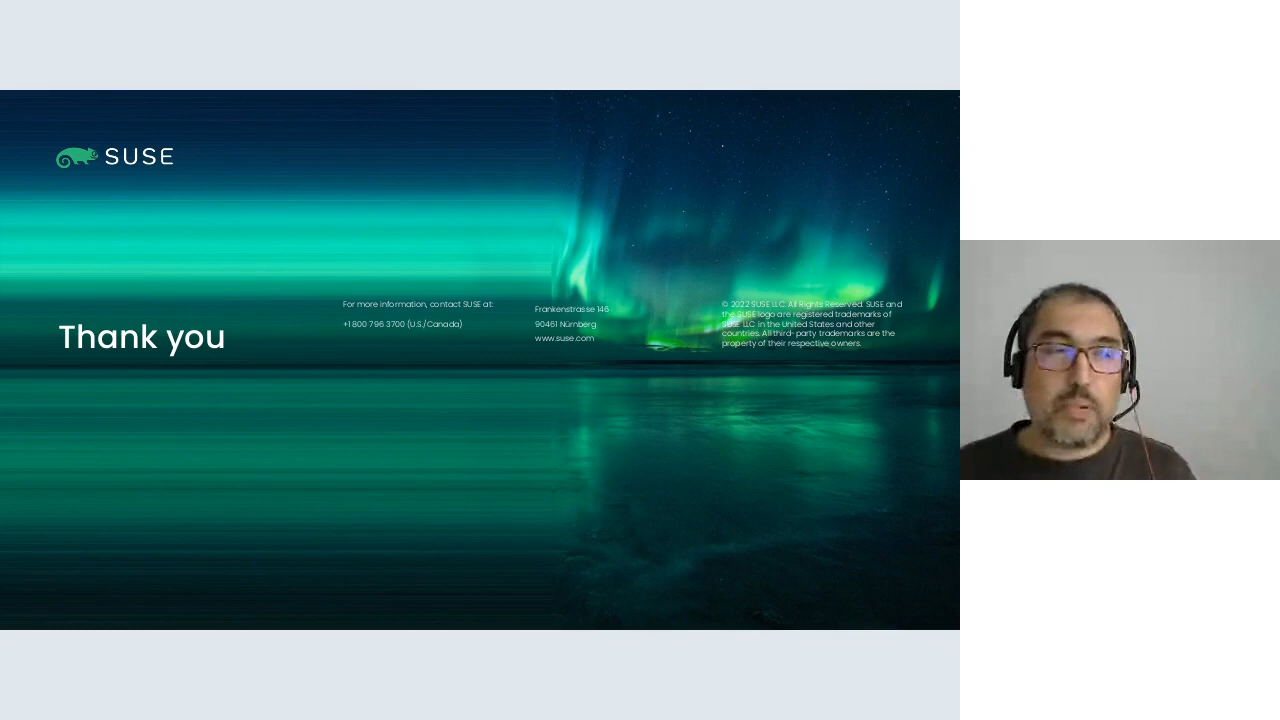 SUSE
Thank you
For more information, contact SUSE at:
+1 800 796 3700 (U.S./Canada)
Frankenstrasse 146
90461 Nürnberg
www.suse.com
© 2022 SUSE LLC. All Rights Reserved. SUSE and
the SUSE logo are registered trademarks of
SUSE LLC in the United States and other
countries. All third-party trademarks are the
property of their respective owners.